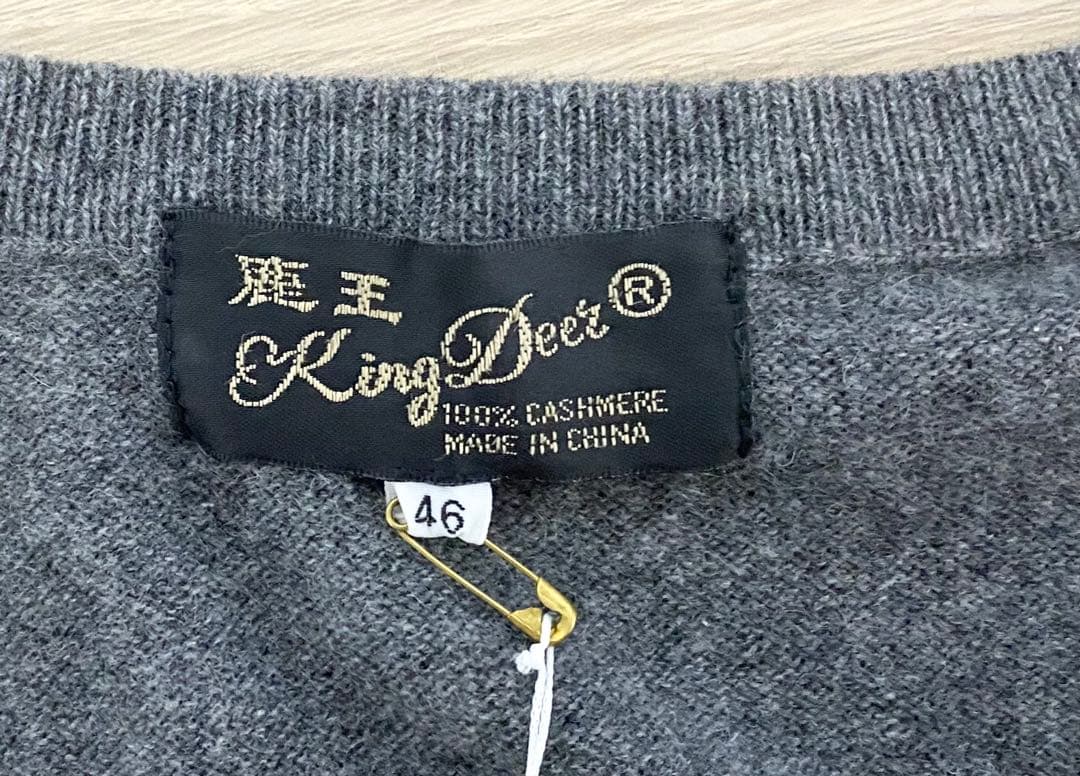 鹿王
King Deer®
100% CASHMERE
MADE IN CHINA
46